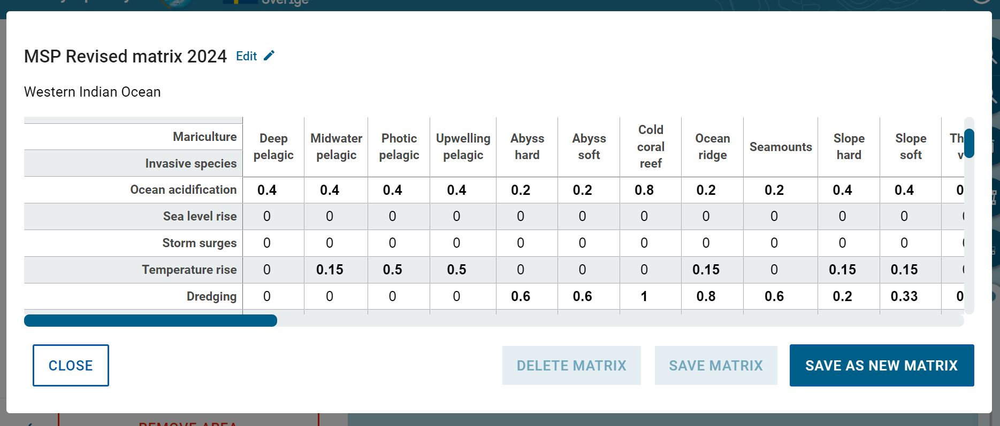 Sverige
MSP Revised matrix 2024 Edit
Western Indian Ocean
Mariculture
Invasive species
Deep pelagic
Midwater pelagic
Photic pelagic
Upwelling pelagic
Abyss hard
Abyss soft
Cold coral reef
Ocean ridge
Seamounts
Slope hard
Slope soft
Ocean acidification 0.4 0.4 0.4 0.4 0.2 0.2 0.8 0.2 0.2 0.4 0.4
Sea level rise 0 0 0 0 0 0 0 0 0 0 0
Storm surges 0 0 0 0 0 0 0 0 0 0 0
Temperature rise 0 0.15 0.5 0.5 0 0 0 0.15 0 0.15 0.15
Dredging 0 0 0 0 0.6 0.6 1 0.8 0.6 0.2 0.33
CLOSE DELETE MATRIX SAVE MATRIX SAVE AS NEW MATRIX
REMOVE AREA